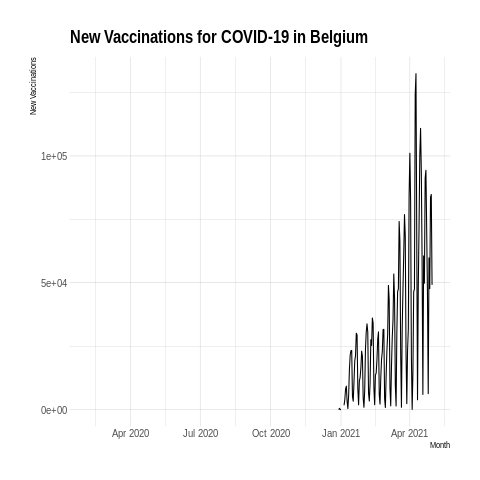 New Vaccinations for COVID-19 in Belgium
New Vaccinations
1e+05
5e+04
0e+00
Apr 2020 Jul 2020 Oct 2020 Jan 2021 Apr 2021
Month